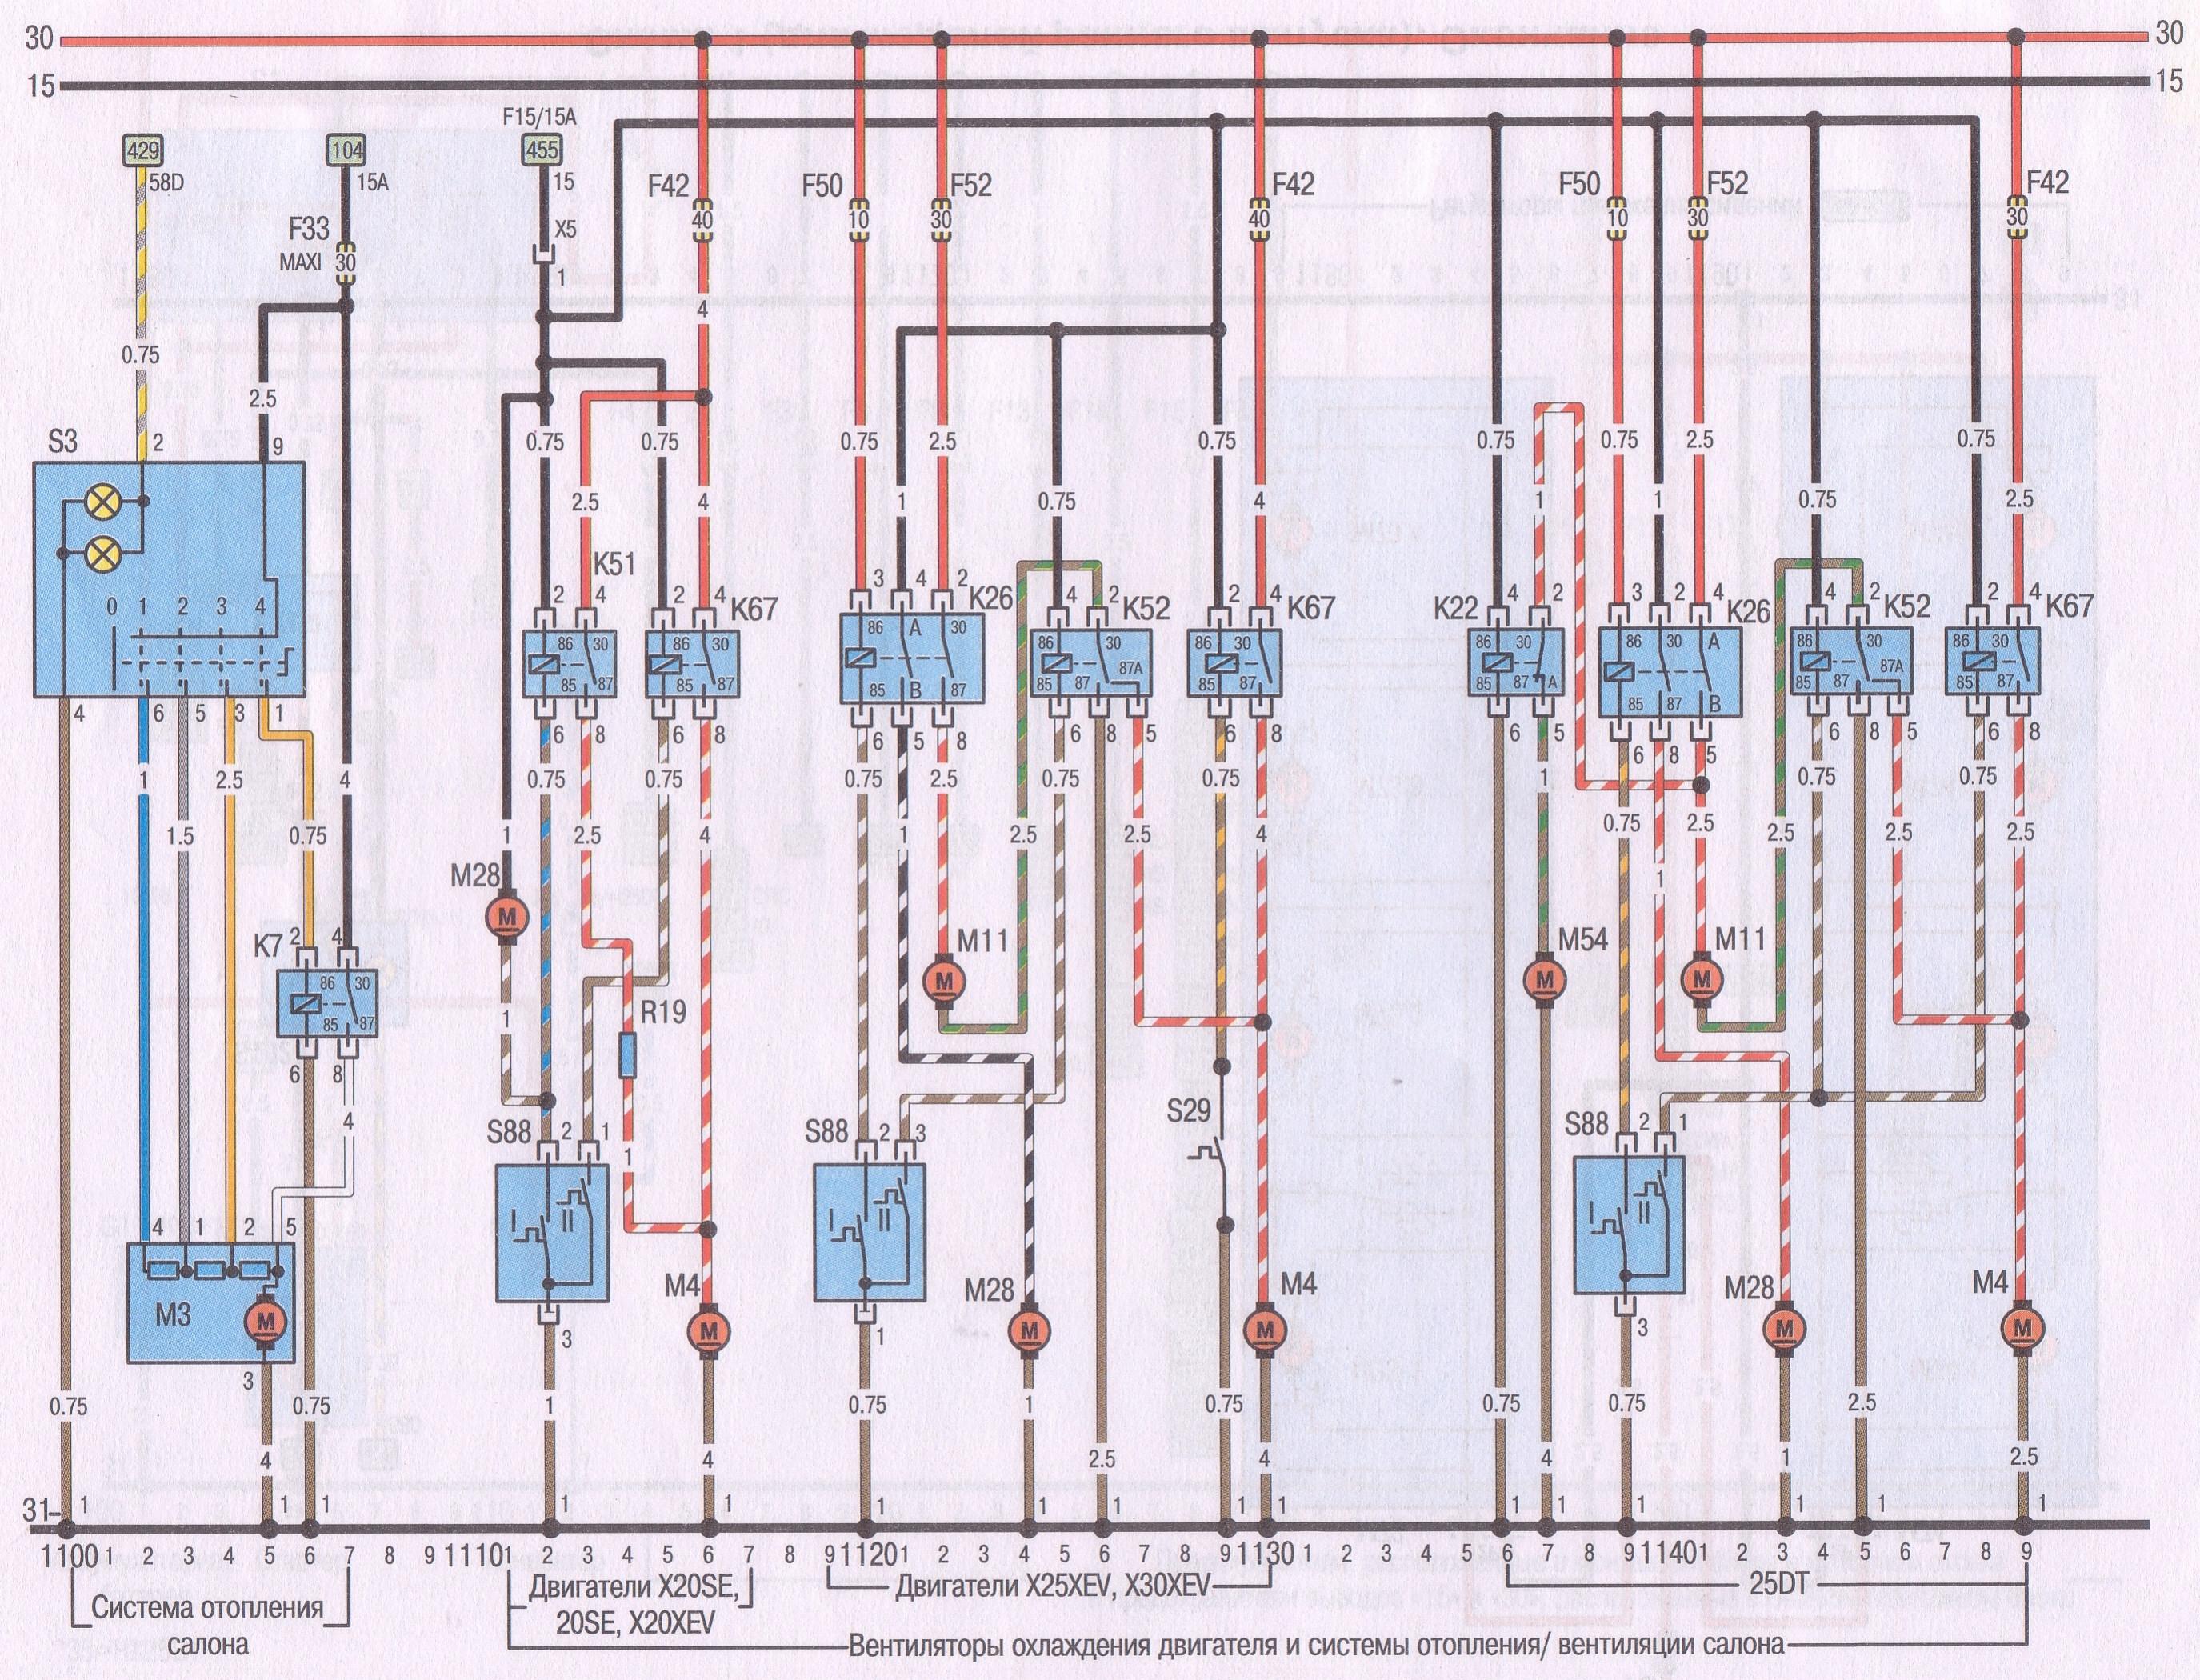 30 30
15 15
F15/15A
429 104 455
58D 15A 15 F42 F50 F52 F42 F50 F52 F42
F33 X5 40 10 30 40 10 30 30
MAXI 30 1
4
0.75
2.5 0.75 0.75 0.75 2.5 0.75 0.75 0.75 2.5 0.75
S3 2 9
2.5 4 1 0.75 4 1 1 0.75 2.5
K51
0 1 2 3 4 2 4 2 4 K67 3 4 2 K26 4 2 K52 2 4 K67 K22 4 2 3 2 4 K26 4 2 K52 2 4 K67
86 30 86 30 86 A 30 86 30 86 30 86 30 86 30 A 86 30 86 30
87A 87A
85 87 85 87 85 B 87 85 87 85 87 85 87 A 85 87 B 85 87 85 87
4 6 5 3 1 6 8 6 8 6 5 8 6 8 5 6 8 6 5 6 8 5 6 8 5 6 8
1 2.5 4 0.75 0.75 0.75 2.5 0.75 0.75 1 0.75 0.75
1.5 0.75 1 2.5 4 1 2.5 2.5 4 0.75 2.5 2.5 2.5 2.5
M28 M 1
K7 2 4 M11 M54 M11
86 30 M M M
85 87 1 R19
6 8
4 S88 2 1 S88 2 3 S29 S88 2 1
1
4 1 2 5 I II I II I II
M3 M M4 M28 M4 M28 M4
M M M M M
3 3 1 3
0.75 0.75 1 0.75 1 0.75 0.75 0.75 1 2.5
4 4 2.5 4 4 2.5
31 1 1 1 1 1 1 1 1 1 1 1 1 1 1 1 1
1100 2 3 4 5 6 7 8 9 1110 1 2 3 4 5 6 7 8 9 1120 1 2 3 4 5 6 7 8 9 1130 1 2 3 4 5 6 7 8 9 1140 1 2 3 4 5 6 7 8 9
Система отопления
салона
Двигатели X20SE,
20SE, X20XEV
Двигатели X25XEV, X30XEV
25DT
Вентиляторы охлаждения двигателя и системы отопления/ вентиляции салона